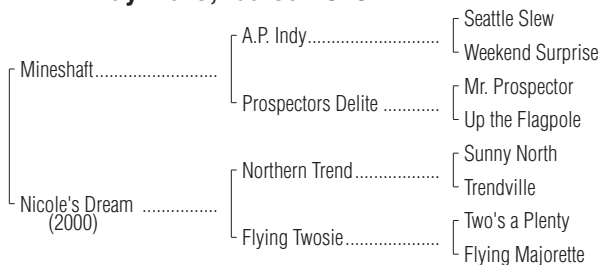 Seattle Slew
A.P. Indy
Weekend Surprise
Mineshaft
Mr. Prospector
Prospectors Delite
Up the Flagpole
Sunny North
Northern Trend
Trendville
Nicole's Dream
(2000)
Two's a Plenty
Flying Twosie
Flying Majorette